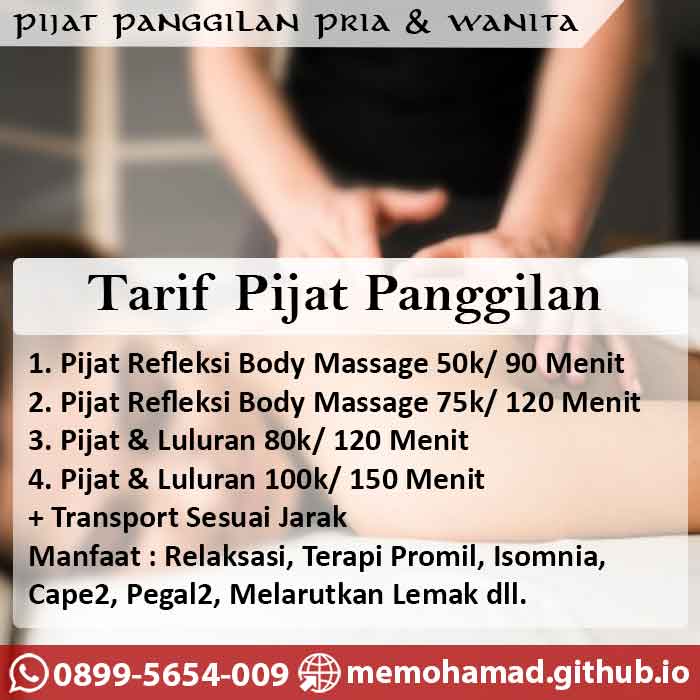 PIJAT PANGGILAN PRIA & WANITA
Tarif Pijat Panggilan
1. Pijat Refleksi Body Massage 50k/ 90 Menit
2. Pijat Refleksi Body Massage 75k/ 120 Menit
3. Pijat & Luluran 80k/ 120 Menit
4. Pijat & Luluran 100k/ 150 Menit
+ Transport Sesuai Jarak
Manfaat : Relaksasi, Terapi Promil, Isomnia,
Cape2, Pegal2, Melarutkan Lemak dll.
0899-5654-009 memohamad.github.io